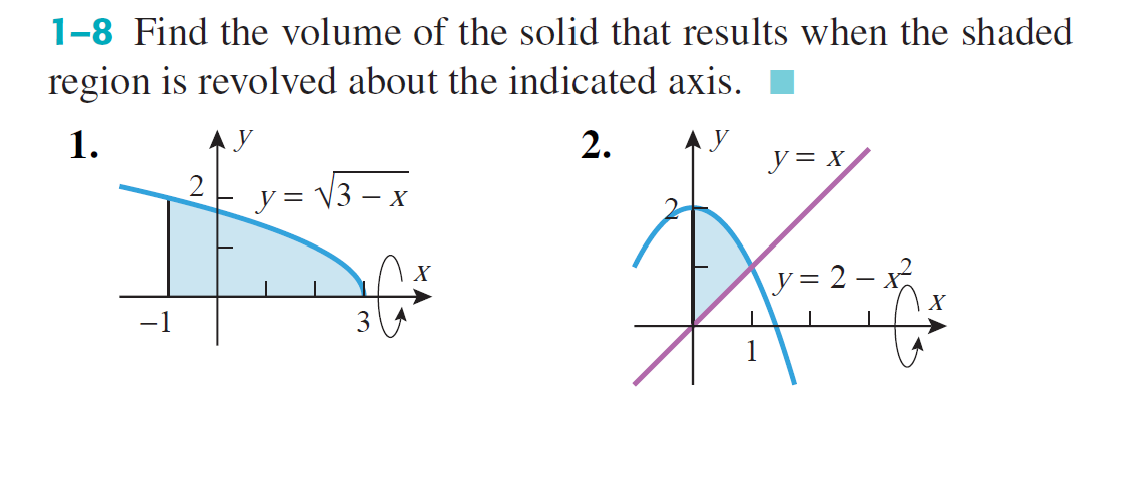 1–8 Find the volume of the solid that results when the shaded
region is revolved about the indicated axis.
1.
y
2
y = √3 − x
x
−1
3
2.
y
y = x
2
y = 2 − x²
x
1